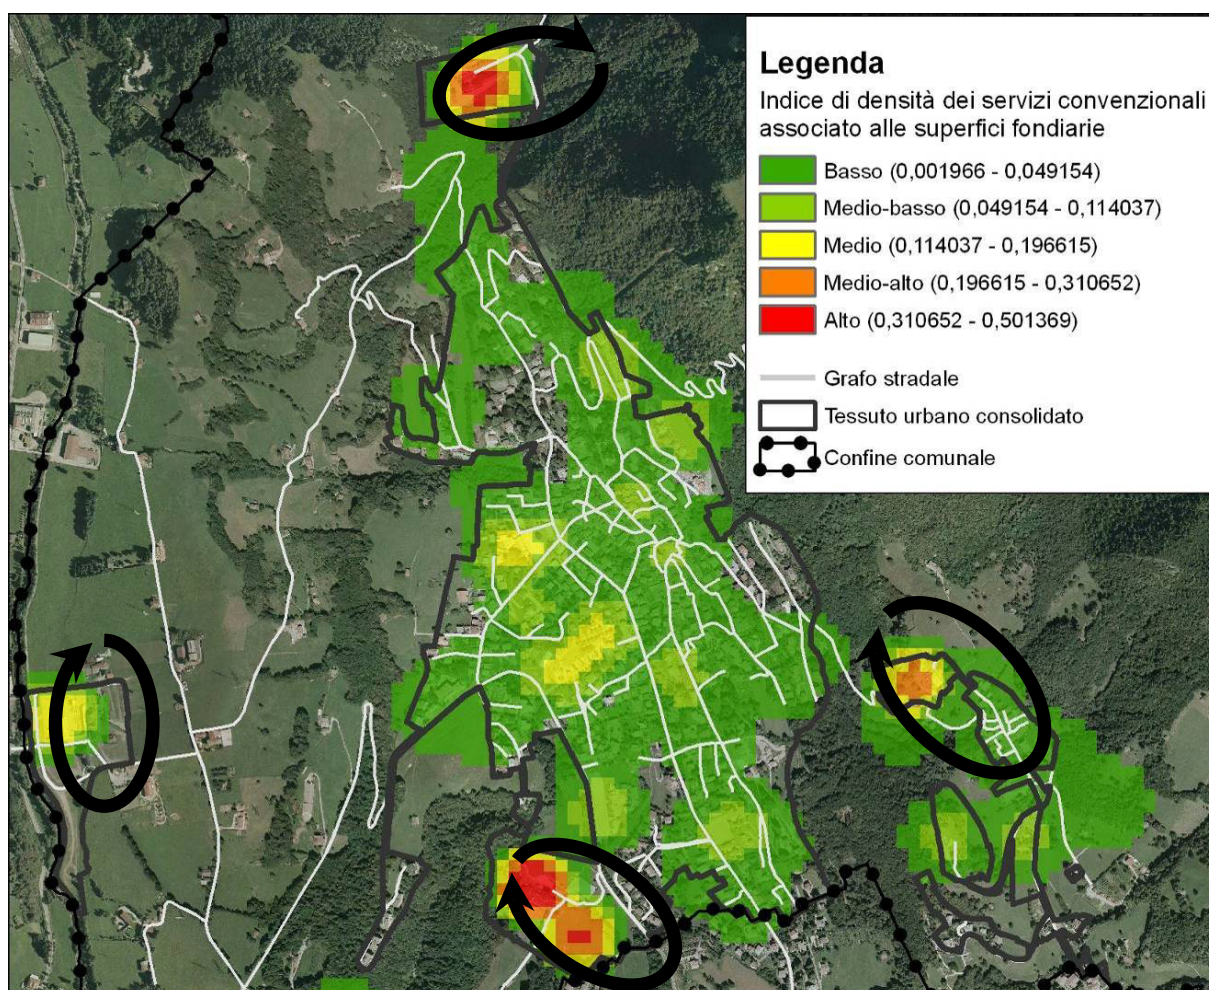 Legenda
Indice di densità dei servizi convenzionali
associato alle superfici fondiarie
Basso (0,001966 - 0,049154)
Medio-basso (0,049154 - 0,114037)
Medio (0,114037 - 0,196615)
Medio-alto (0,196615 - 0,310652)
Alto (0,310652 - 0,501369)
Grafo stradale
Tessuto urbano consolidato
Confine comunale